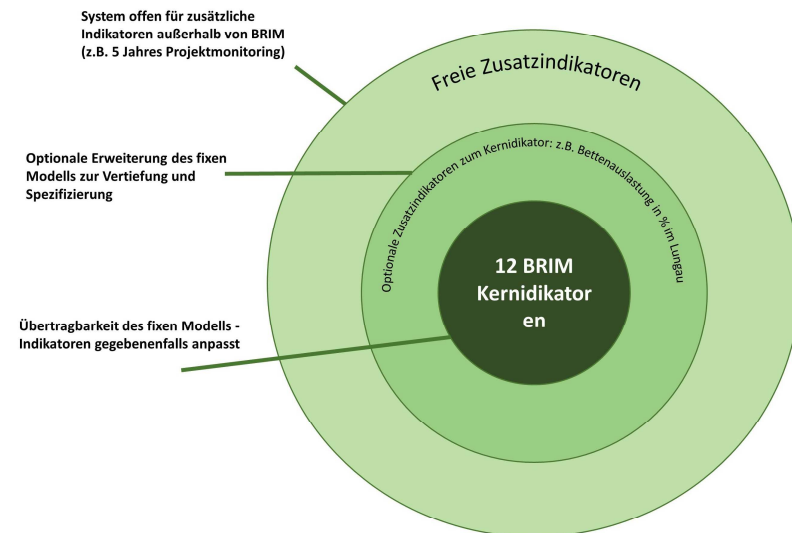 System offen für zusätzliche
Indikatoren außerhalb von BRIM
(z.B. 5 Jahres Projektmonitoring)
Freie Zusatzindikatoren
Optionale Zusatzindikatoren zum Kernidikator: z.B. Bettenauslastung in % im Lungau
Optionale Erweiterung des fixen
Modells zur Vertiefung und
Spezifizierung
12 BRIM
Kernidikator
en
Übertragbarkeit des fixen Modells -
Indikatoren gegebenenfalls anpasst